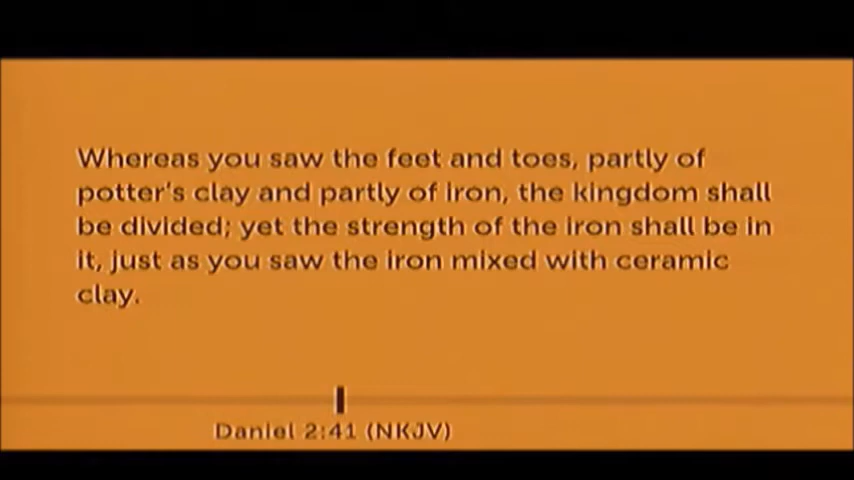 Whereas you saw the feet and toes, partly of
potter's clay and partly of iron, the kingdom shall
be divided; yet the strength of the iron shall be in
it, just as you saw the iron mixed with ceramic
clay.
Daniel 2:41 (NKJV)